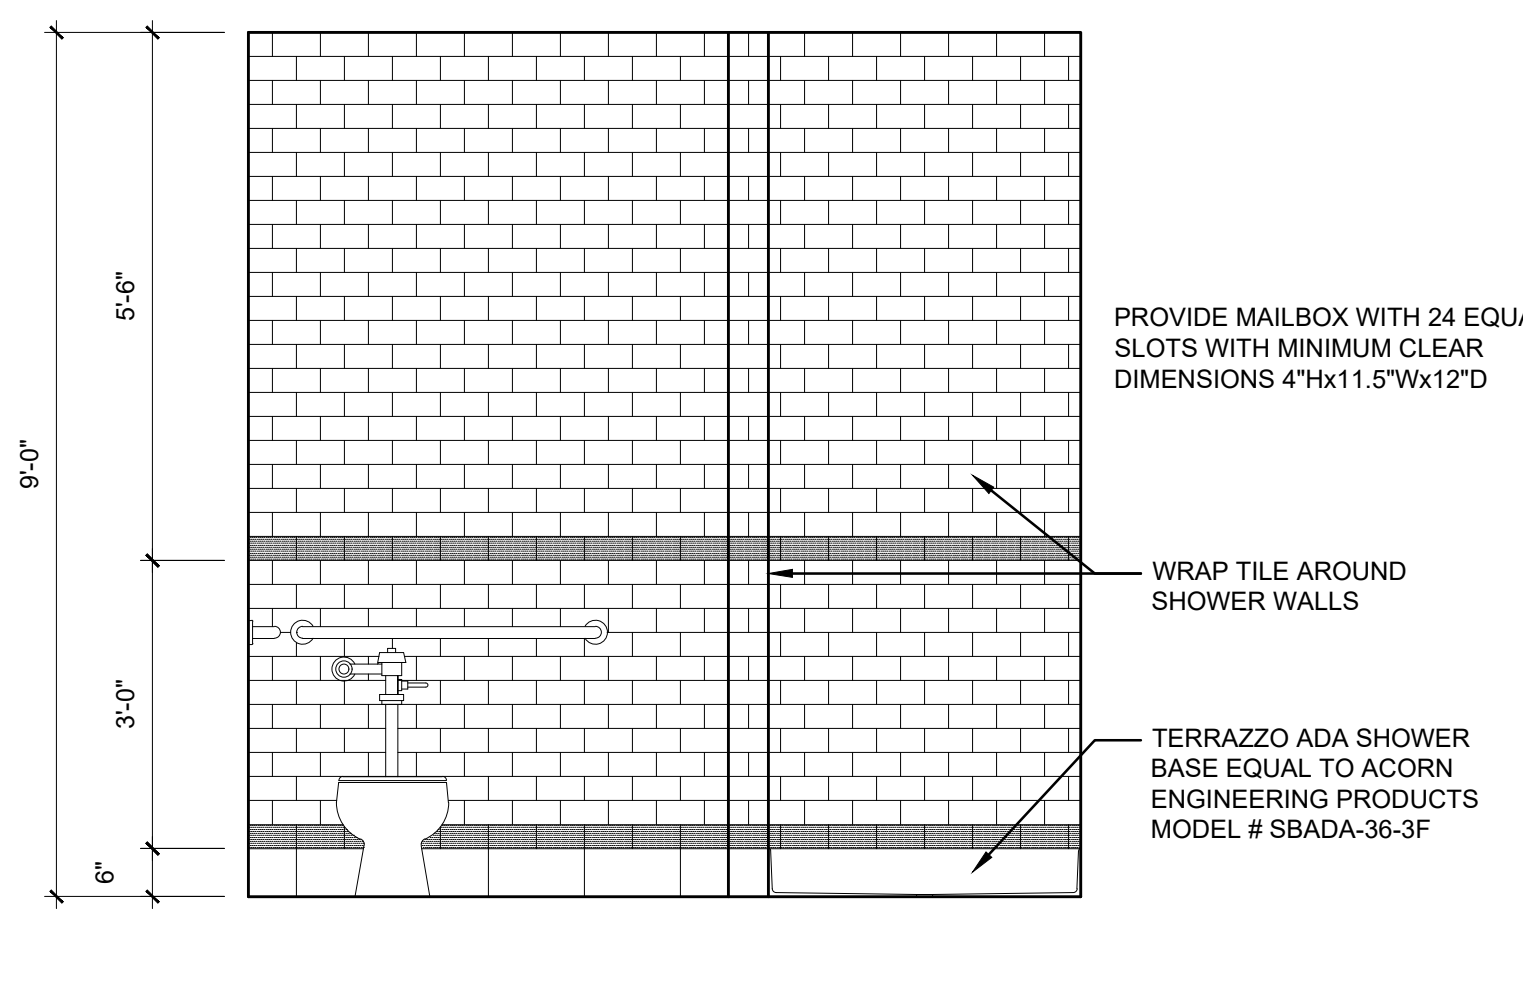 5'-6"
9'-0"
3'-0"
6"
PROVIDE MAILBOX WITH 24
SLOTS WITH MINIMUM CLEAR
DIMENSIONS 4"Hx11.5"Wx12"D
WRAP TILE AROUND
SHOWER WALLS
TERRAZZO ADA SHOWER
BASE EQUAL TO ACORN
ENGINEERING PRODUCTS
MODEL # SBADA-36-3F